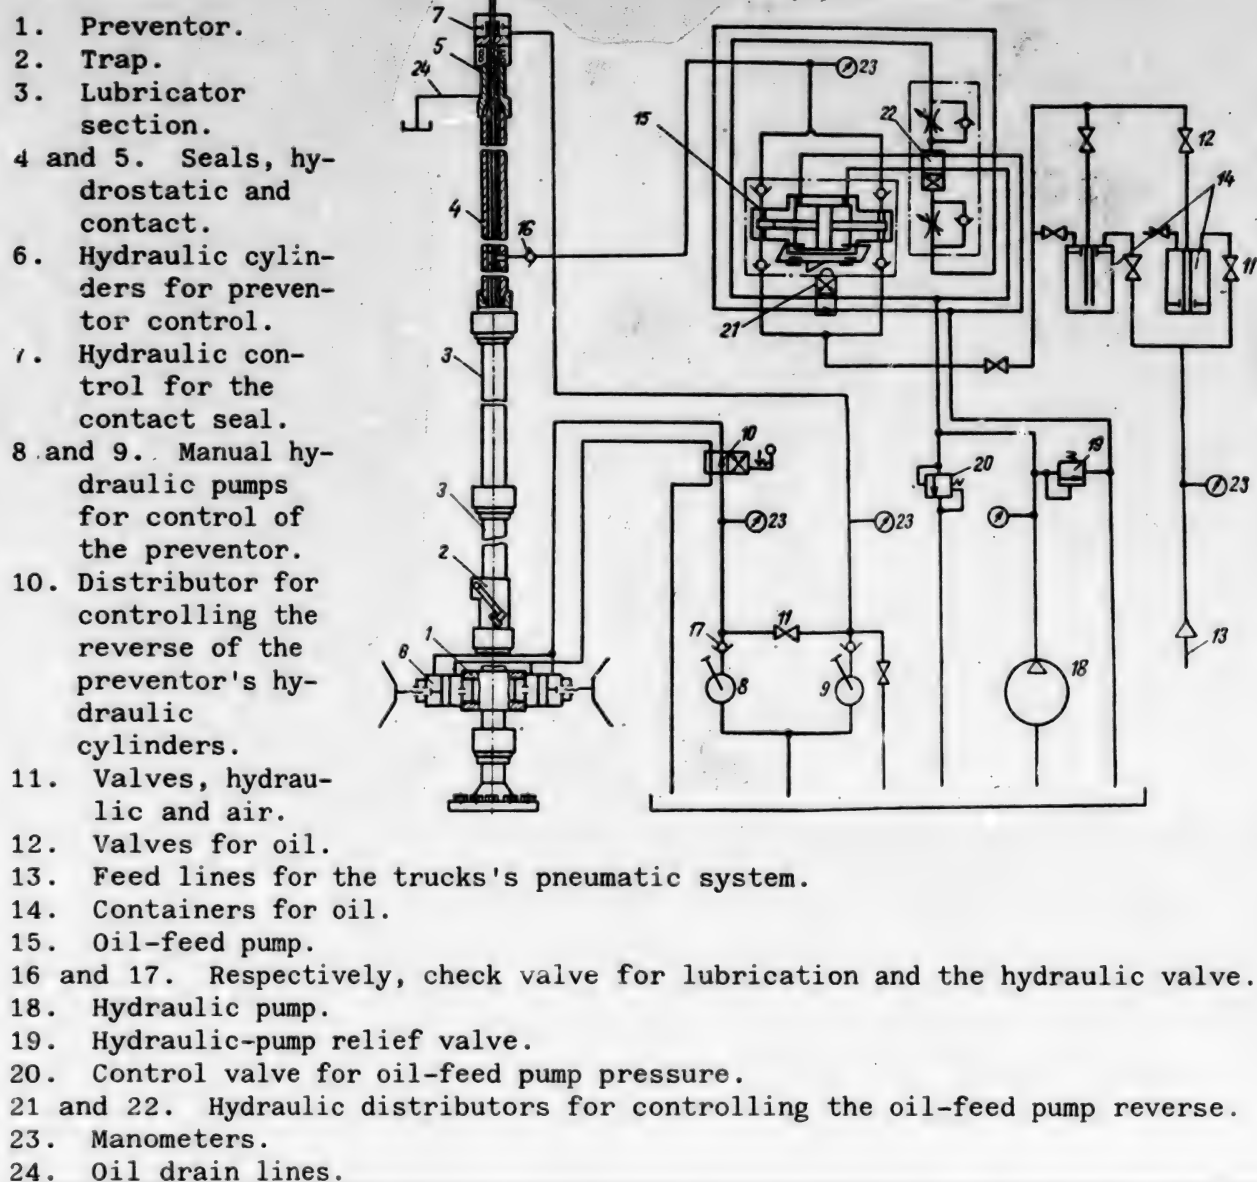 1. Preventor.
2. Trap.
3. Lubricator
section.
4 and 5. Seals, hy-
drostatic and
contact.
6. Hydraulic cylin-
ders for preven-
tor control.
7. Hydraulic con-
trol for the
contact seal.
8 and 9. Manual hy-
draulic pumps
for control of
the preventor.
10. Distributor for
controlling the
reverse of the
preventor's hy-
draulic
cylinders.
11. Valves, hydrau-
lic and air.
12. Valves for oil.
13. Feed lines for the trucks's pneumatic system.
14. Containers for oil.
15. Oil-feed pump.
16 and 17. Respectively, check valve for lubrication and the hydraulic valve.
18. Hydraulic pump.
19. Hydraulic-pump relief valve.
20. Control valve for oil-feed pump pressure.
21 and 22. Hydraulic distributors for controlling the oil-feed pump reverse.
23. Manometers.
24. Oil drain lines.
7
5
24
4
16
3
3
2
1
6
23
15
22
21
12
14
11
10
23
23
20
19
23
17
11
8
9
18
13